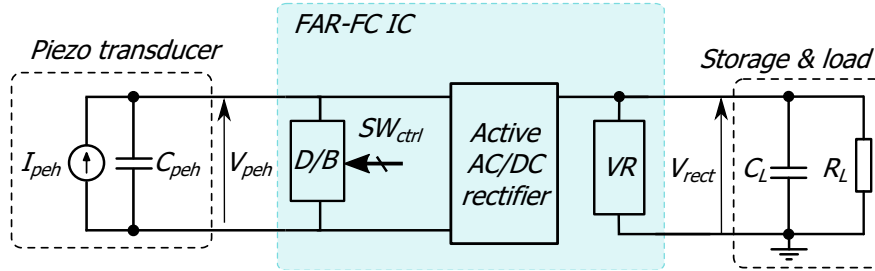 FAR-FC IC
Piezo transducer
Storage & load
I_peh
C_peh
V_peh
D/B
SW_ctrl
Active
AC/DC
rectifier
VR
V_rect
C_L
R_L